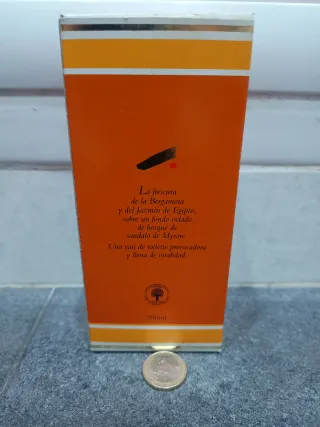 La frescura
de la Bergamota
y del Jazmín de Egipto,
sobre un fondo velado
de bosque de
sándalo de Mysore
Una eau de toilette provocadora
y llena de vitalidad.